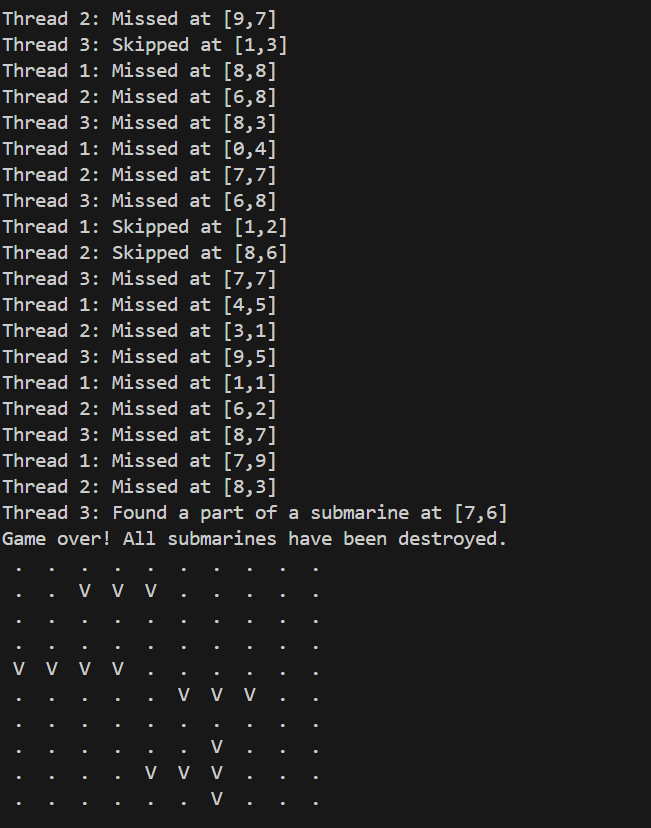 Thread 2: Missed at [9,7]
Thread 3: Skipped at [1,3]
Thread 1: Missed at [8,8]
Thread 2: Missed at [6,8]
Thread 3: Missed at [8,3]
Thread 1: Missed at [0,4]
Thread 2: Missed at [7,7]
Thread 3: Missed at [6,8]
Thread 1: Skipped at [1,2]
Thread 2: Skipped at [8,6]
Thread 3: Missed at [7,7]
Thread 1: Missed at [4,5]
Thread 2: Missed at [3,1]
Thread 3: Missed at [9,5]
Thread 1: Missed at [1,1]
Thread 2: Missed at [6,2]
Thread 3: Missed at [8,7]
Thread 1: Missed at [7,9]
Thread 2: Missed at [8,3]
Thread 3: Found a part of a submarine at [7,6]
Game over! All submarines have been destroyed.
. . . . . . . . . .
. . V V V . . . . .
. . . . . . . . . .
. . . . . . . . . .
V V V V . . . . . .
. . . . . V V V . .
. . . . . . . . . .
. . . . . . V . . .
. . . . V V V . . .
. . . . . . V . . .